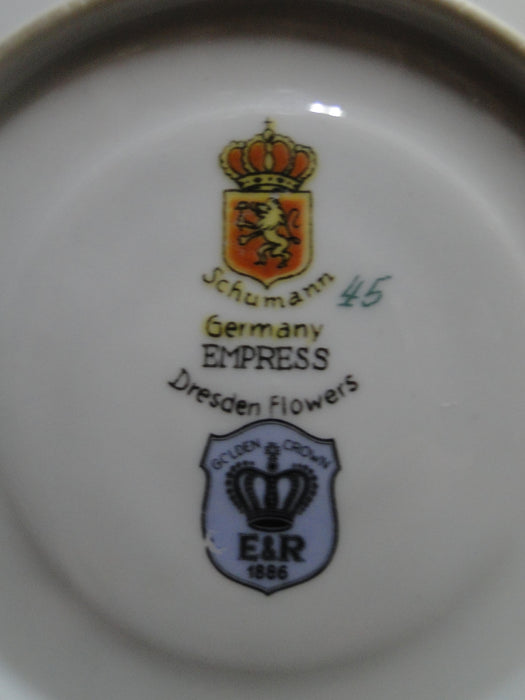 Schumann
45
Germany
EMPRESS
Dresden Flowers
GOLDEN CROWN
E&R
1886